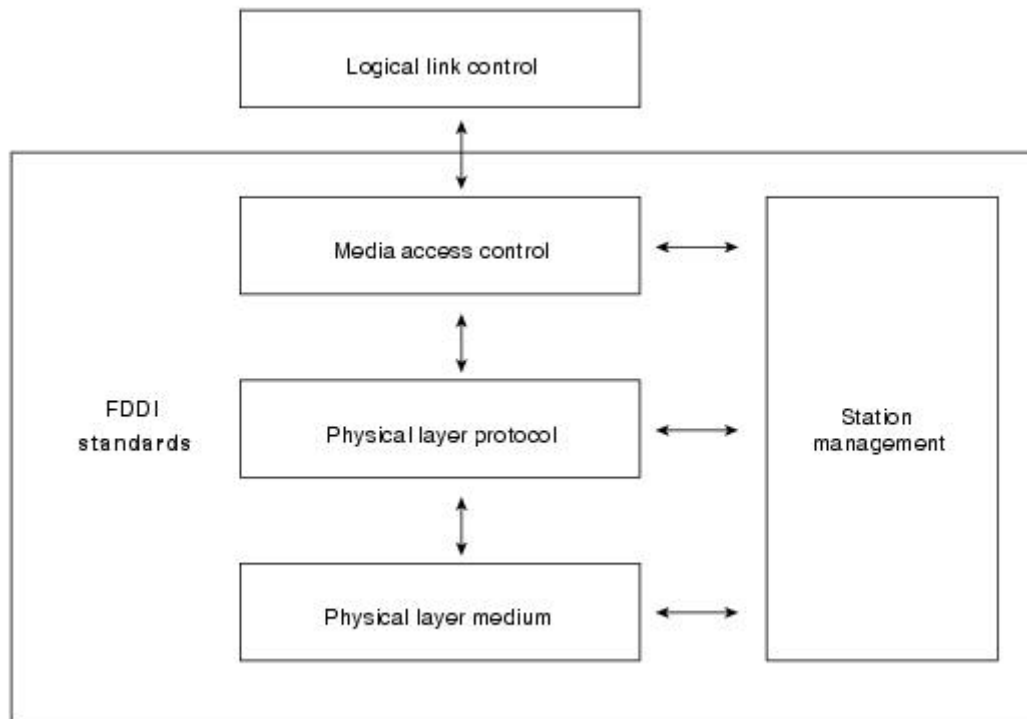 Logical link control
Media access control
FDDI
standards
Physical layer protocol
Station
management
Physical layer medium